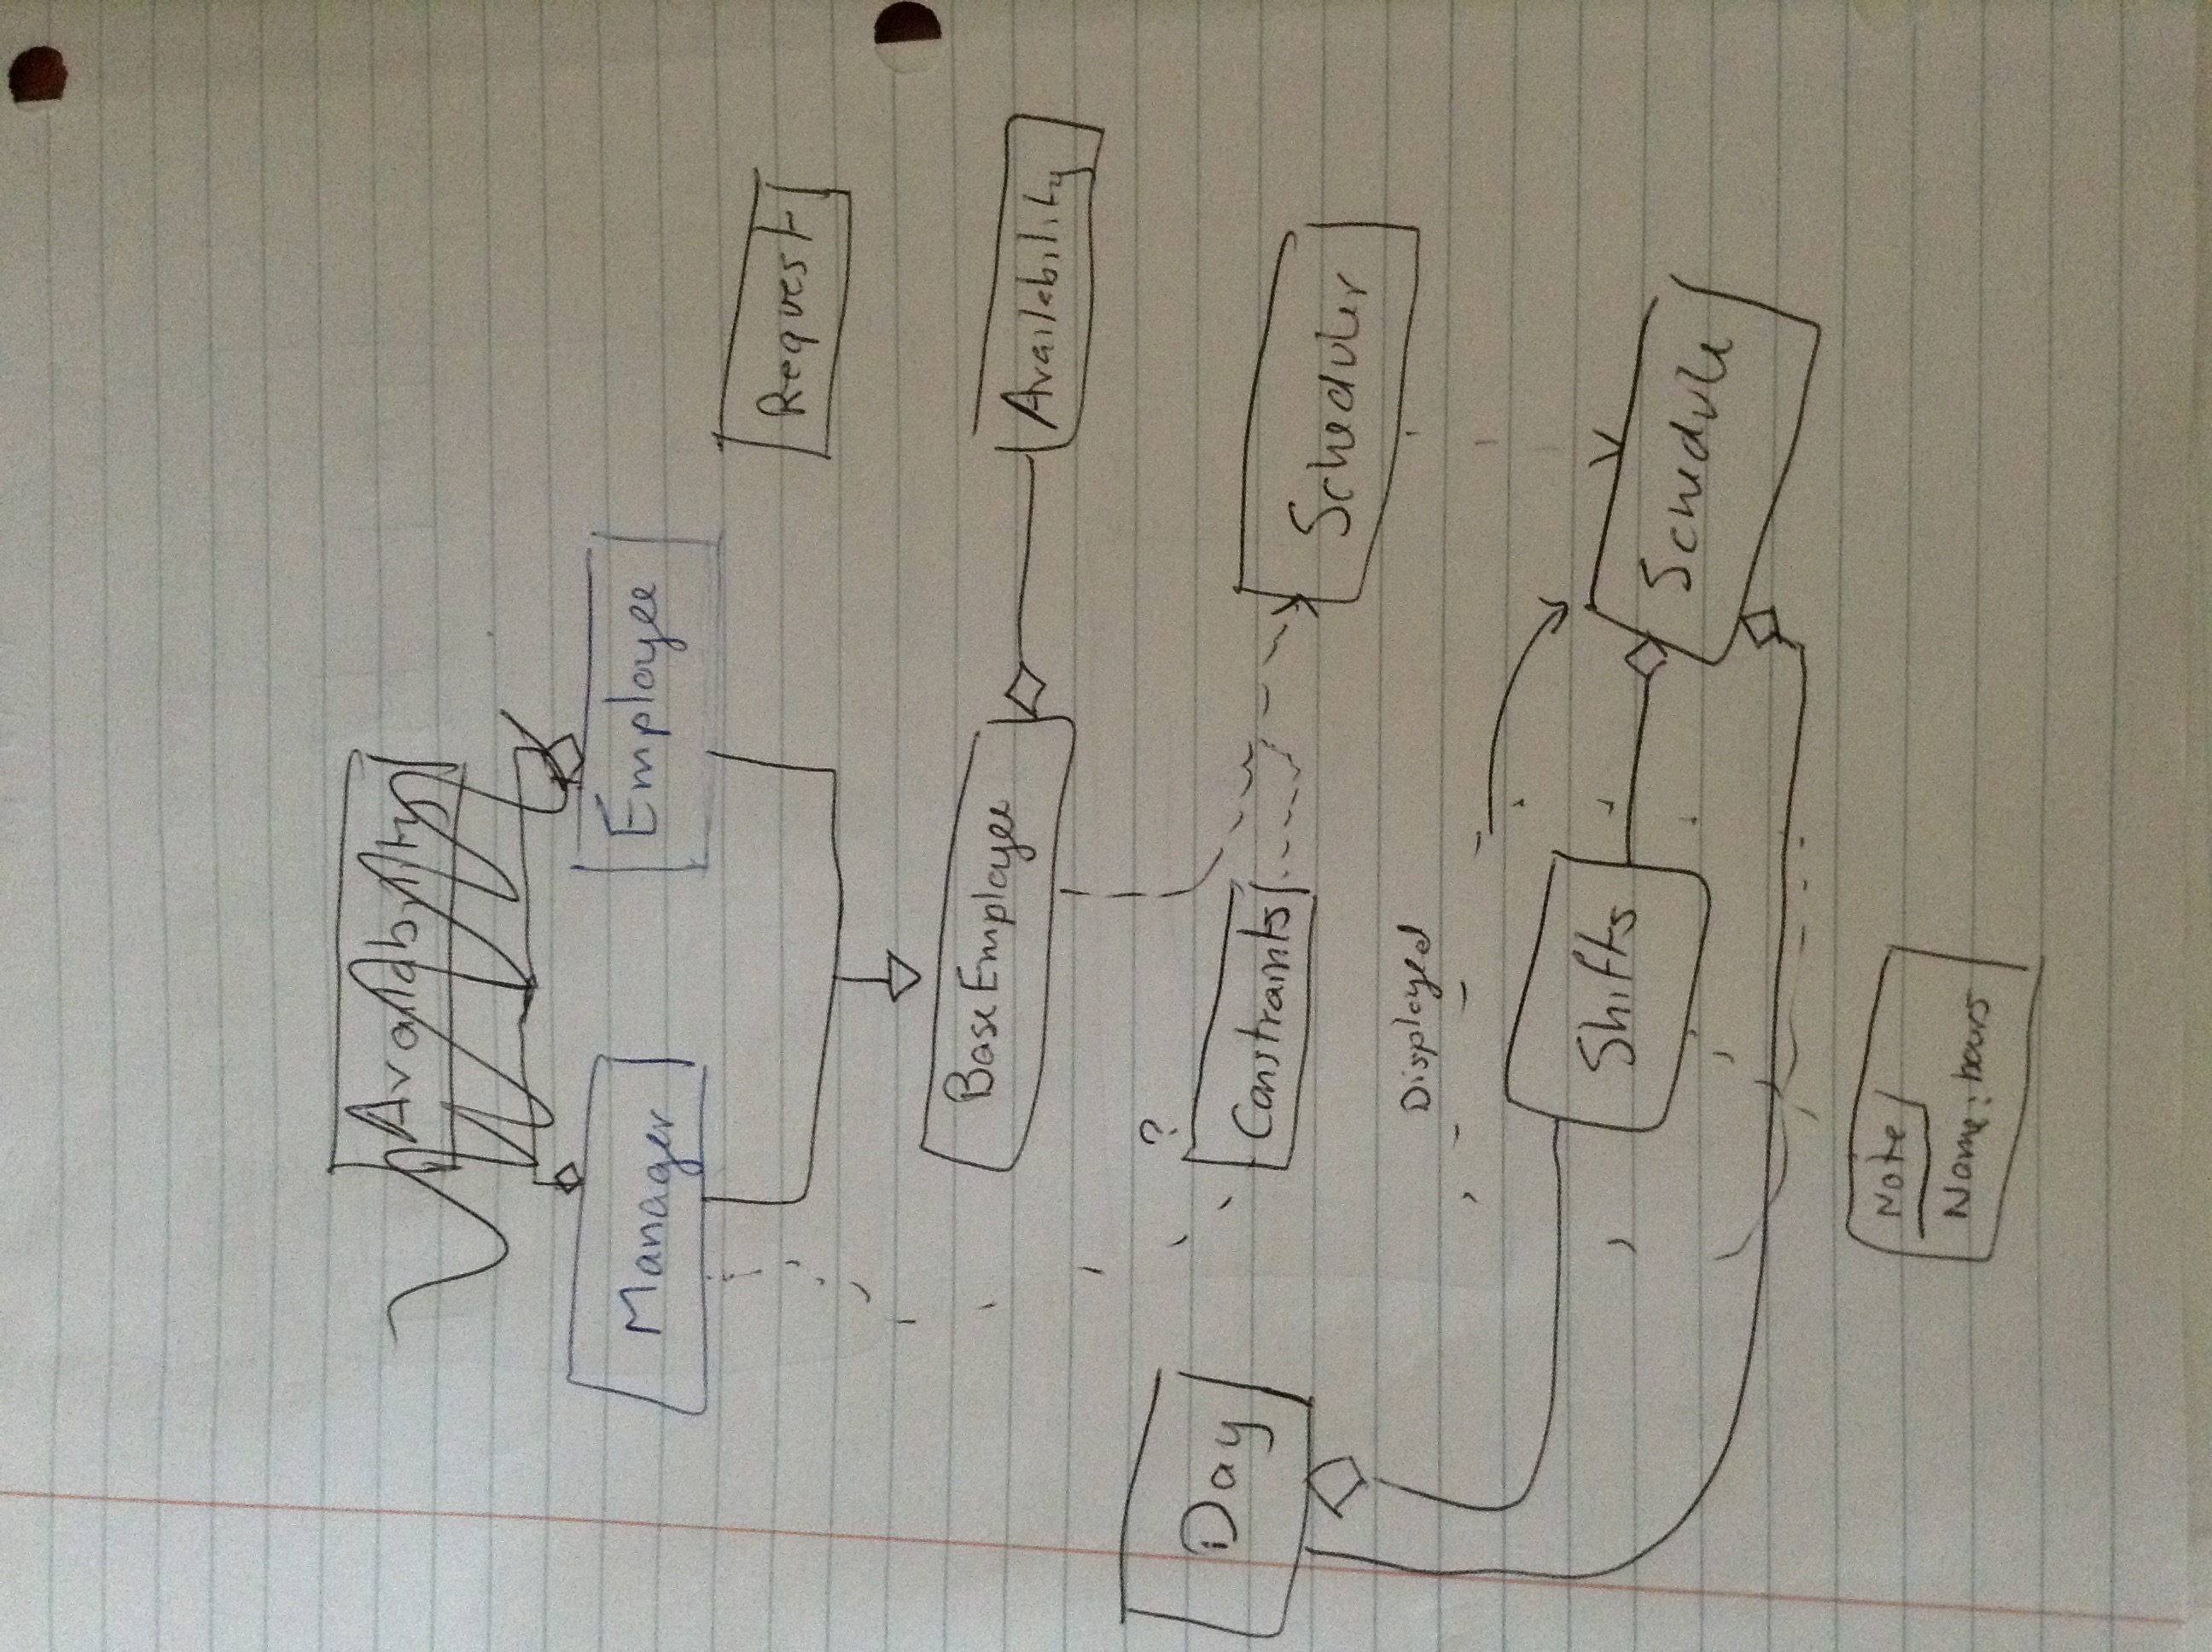 Availability
Manager
Employee
Request
BaseEmployee
Availability
Day
?
Constraints
Scheduler
Displayed
Shifts
Schedule
Note
Name: hours